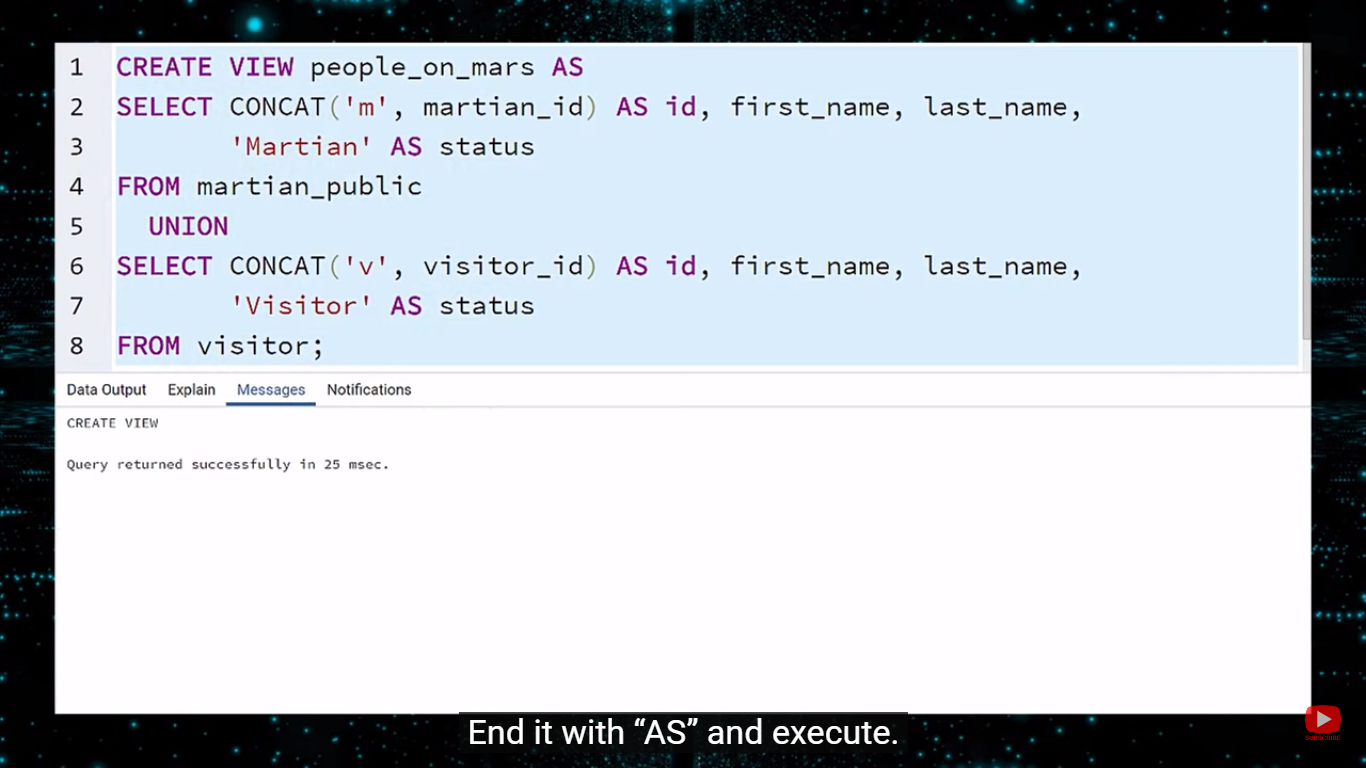 1 CREATE VIEW people_on_mars AS
2 SELECT CONCAT('m', martian_id) AS id, first_name, last_name,
3 'Martian' AS status
4 FROM martian_public
5 UNION
6 SELECT CONCAT('v', visitor_id) AS id, first_name, last_name,
7 'Visitor' AS status
8 FROM visitor;
Data Output Explain Messages Notifications
CREATE VIEW
Query returned successfully in 25 msec.
End it with “AS” and execute.
SUBSCRIBE